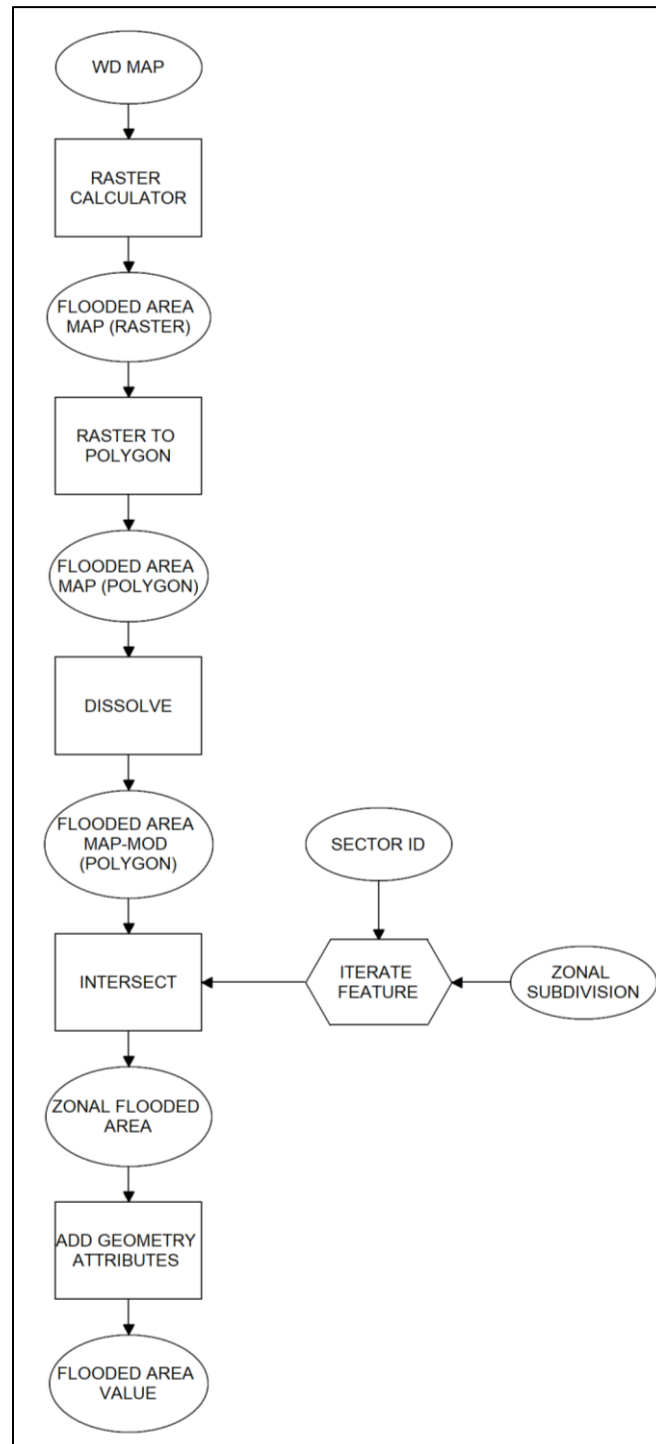 WD MAP
RASTER
CALCULATOR
FLOODED AREA
MAP (RASTER)
RASTER TO
POLYGON
FLOODED AREA
MAP (POLYGON)
DISSOLVE
FLOODED AREA
MAP-MOD
(POLYGON)
SECTOR ID
INTERSECT
ITERATE
FEATURE
ZONAL
SUBDIVISION
ZONAL FLOODED
AREA
ADD GEOMETRY
ATTRIBUTES
FLOODED AREA
VALUE